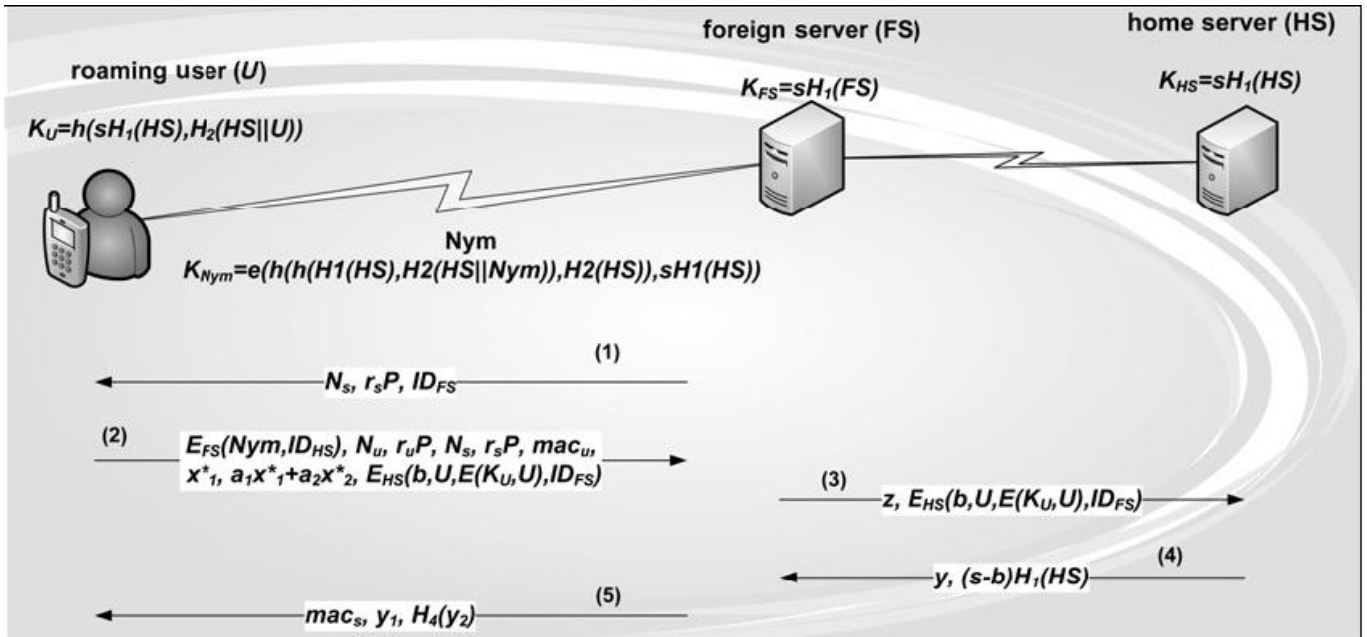 foreign server (FS)
home server (HS)
roaming user (U)
K_FS=sH_1(FS)
K_HS=sH_1(HS)
K_U=h(sH_1(HS),H_2(HS||U))
Nym
K_Nym=e(h(h(H1(HS),H2(HS||Nym)),H2(HS)),sH1(HS))
(1)
N_s, r_sP, ID_FS
(2)
E_FS(Nym,ID_HS), N_u, r_uP, N_s, r_sP, mac_u,
x*_1, a_1x*_1+a_2x*_2, E_HS(b,U,E(K_U,U),ID_FS)
(3)
z, E_HS(b,U,E(K_U,U),ID_FS)
(4)
y, (s-b)H_1(HS)
(5)
mac_s, y_1, H_4(y_2)